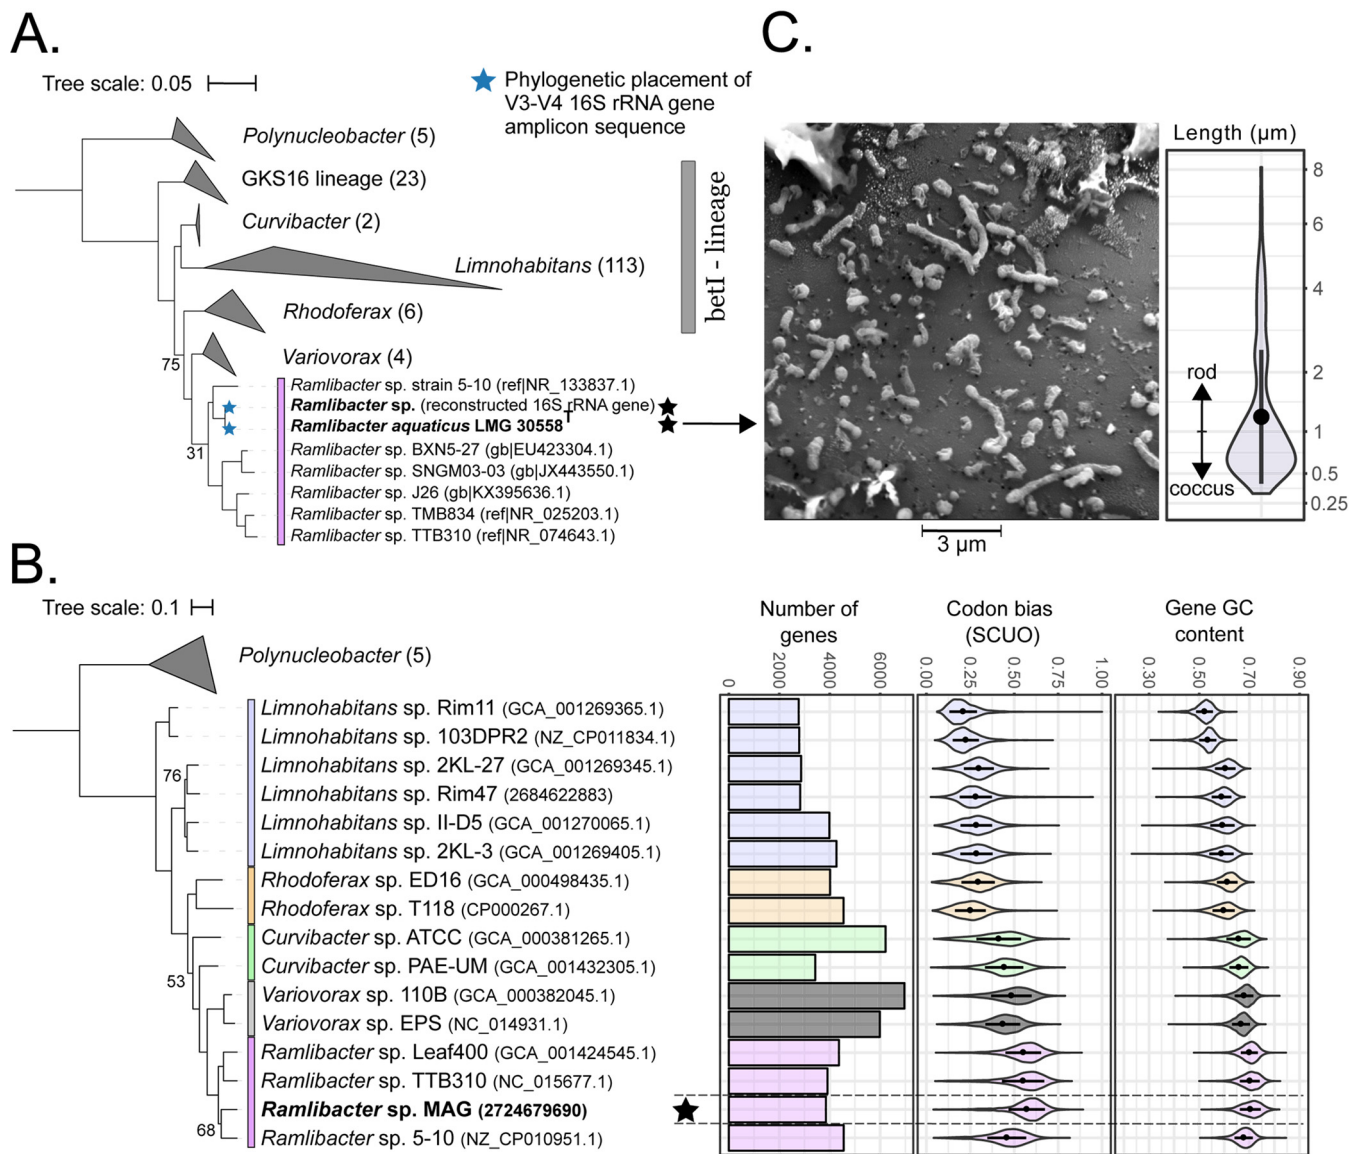 A.
Tree scale: 0.05
Phylogenetic placement of
V3-V4 16S rRNA gene
amplicon sequence
Polynucleobacter (5)
GKS16 lineage (23)
Curvibacter (2)
Limnohabitans (113)
Rhodoferax (6)
Variovorax (4)
betI - lineage
75
Ramlibacter sp. strain 5-10 (ref|NR_133837.1)
Ramlibacter sp. (reconstructed 16S rRNA gene)
Ramlibacter aquaticus LMG 30558T
31
Ramlibacter sp. BXN5-27 (gb|EU423304.1)
Ramlibacter sp. SNGM03-03 (gb|JX443550.1)
Ramlibacter sp. J26 (gb|KX395636.1)
Ramlibacter sp. TMB834 (ref|NR_025203.1)
Ramlibacter sp. TTB310 (ref|NR_074643.1)
C.
3 µm
Length (µm)
8
6
4
2
1
0.5
0.25
rod
coccus
B.
Tree scale: 0.1
Polynucleobacter (5)
Limnohabitans sp. Rim11 (GCA_001269365.1)
Limnohabitans sp. 103DPR2 (NZ_CP011834.1)
76
Limnohabitans sp. 2KL-27 (GCA_001269345.1)
Limnohabitans sp. Rim47 (2684622883)
Limnohabitans sp. II-D5 (GCA_001270065.1)
Limnohabitans sp. 2KL-3 (GCA_001269405.1)
Rhodoferax sp. ED16 (GCA_000498435.1)
Rhodoferax sp. T118 (CP000267.1)
Curvibacter sp. ATCC (GCA_000381265.1)
Curvibacter sp. PAE-UM (GCA_001432305.1)
53
Variovorax sp. 110B (GCA_000382045.1)
Variovorax sp. EPS (NC_014931.1)
Ramlibacter sp. Leaf400 (GCA_001424545.1)
Ramlibacter sp. TTB310 (NC_015677.1)
Ramlibacter sp. MAG (2724679690)
68
Ramlibacter sp. 5-10 (NZ_CP010951.1)
Number of
genes
0
2000
4000
6000
Codon bias
(SCUO)
0.00
0.25
0.50
0.75
1.00
Gene GC
content
0.30
0.50
0.70
0.90